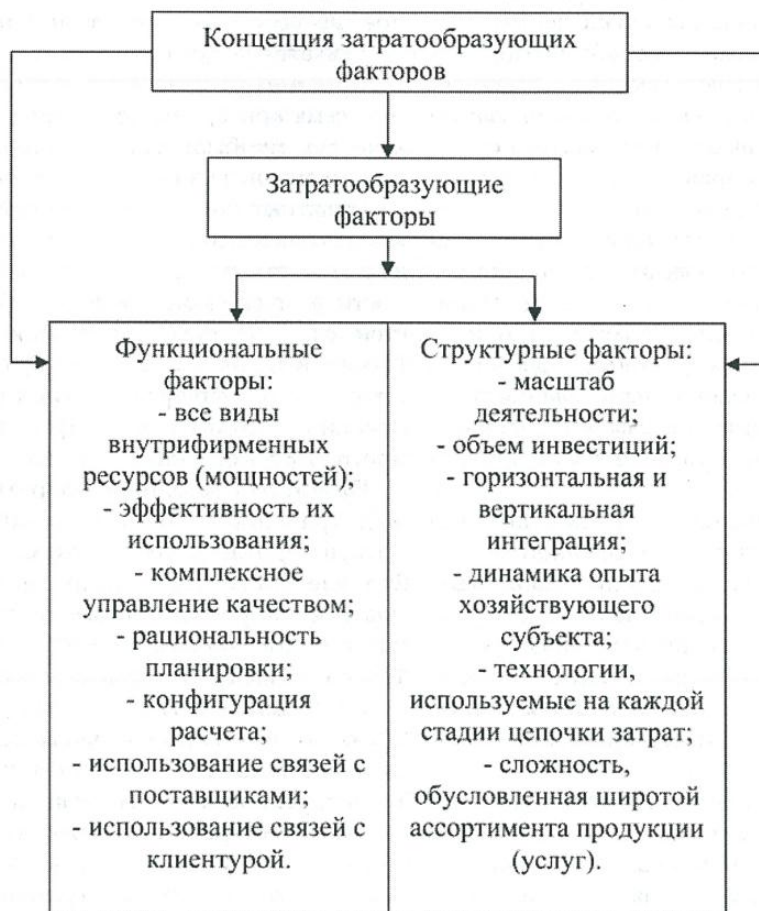 Концепция затратообразующих
факторов
Затратообразующие
факторы
Функциональные
факторы:
- все виды
внутрифирменных
ресурсов (мощностей);
- эффективность их
использования;
- комплексное
управление качеством;
- рациональность
планировки;
- конфигурация
расчета;
- использование связей с
поставщиками;
- использование связей с
клиентурой.
Структурные факторы:
- масштаб
деятельности;
- объем инвестиций;
- горизонтальная и
вертикальная
интеграция;
- динамика опыта
хозяйствующего
субъекта;
- технологии,
используемые на каждой
стадии цепочки затрат;
- сложность,
обусловленная широтой
ассортимента продукции
(услуг).